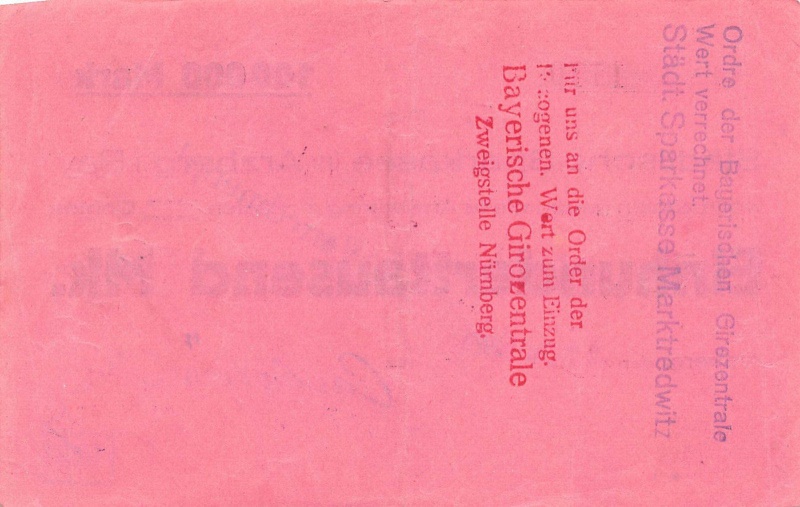 Ordre der Bayerischen Girozentrale
Wert verrechnet.
Städt. Sparkasse Marktredwitz
Für uns an die Order der
Bezogenen. Wert zum Einzug.
Bayerische Girozentrale
Zweigstelle Nürnberg.